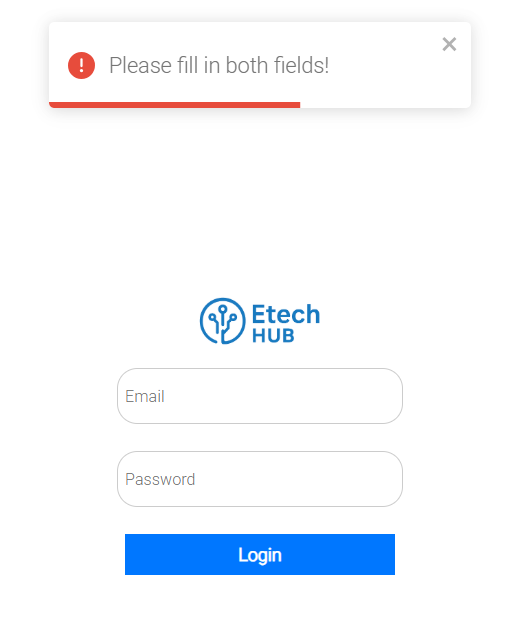 Please fill in both fields!
Etech
HUB
Email
Password
Login